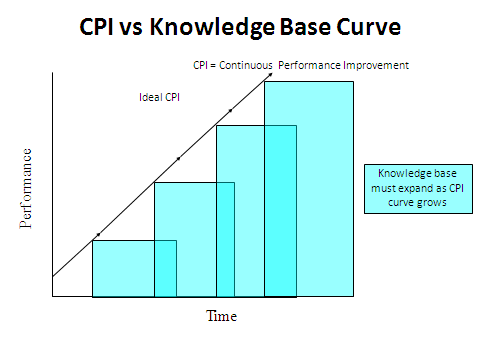 CPI vs Knowledge Base Curve
CPI = Continuous Performance Improvement
Ideal CPI
Performance
Knowledge base
must expand as CPI
curve grows
Time